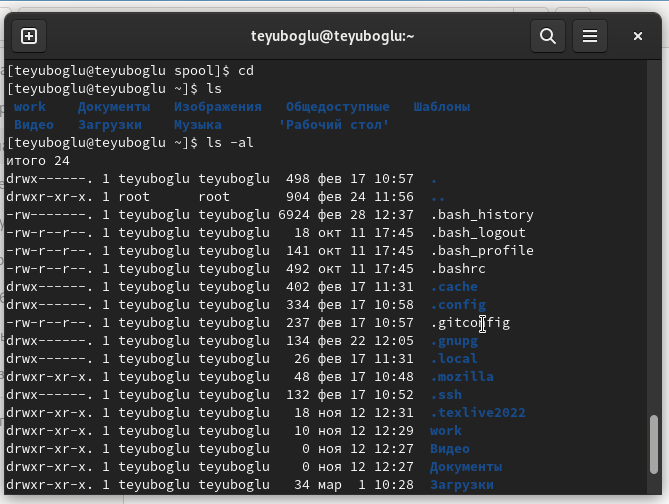 teyuboglu@teyuboglu:~
[teyuboglu@teyuboglu spool]$ cd
[teyuboglu@teyuboglu ~]$ ls
work Документы Изображения Общедоступные Шаблоны
Видео Загрузки Музыка 'Рабочий стол'
[teyuboglu@teyuboglu ~]$ ls -al
итого 24
drwx------. 1 teyuboglu teyuboglu 498 фев 17 10:57 .
drwxr-xr-x. 1 root root 904 фев 24 11:56 ..
-rw-------. 1 teyuboglu teyuboglu 6924 фев 28 12:37 .bash_history
-rw-r--r--. 1 teyuboglu teyuboglu 18 окт 11 17:45 .bash_logout
-rw-r--r--. 1 teyuboglu teyuboglu 141 окт 11 17:45 .bash_profile
-rw-r--r--. 1 teyuboglu teyuboglu 492 окт 11 17:45 .bashrc
drwx------. 1 teyuboglu teyuboglu 402 фев 17 11:31 .cache
drwx------. 1 teyuboglu teyuboglu 334 фев 17 10:58 .config
-rw-r--r--. 1 teyuboglu teyuboglu 237 фев 17 10:57 .gitconfig
drwx------. 1 teyuboglu teyuboglu 134 фев 22 12:05 .gnupg
drwx------. 1 teyuboglu teyuboglu 26 фев 17 11:31 .local
drwxr-xr-x. 1 teyuboglu teyuboglu 48 фев 17 10:48 .mozilla
drwx------. 1 teyuboglu teyuboglu 132 фев 17 10:52 .ssh
drwxr-xr-x. 1 teyuboglu teyuboglu 18 ноя 12 12:31 .texlive2022
drwxr-xr-x. 1 teyuboglu teyuboglu 10 ноя 12 12:29 work
drwxr-xr-x. 1 teyuboglu teyuboglu 0 ноя 12 12:27 Видео
drwxr-xr-x. 1 teyuboglu teyuboglu 0 ноя 12 12:27 Документы
drwxr-xr-x. 1 teyuboglu teyuboglu 34 мар 1 10:28 Загрузки